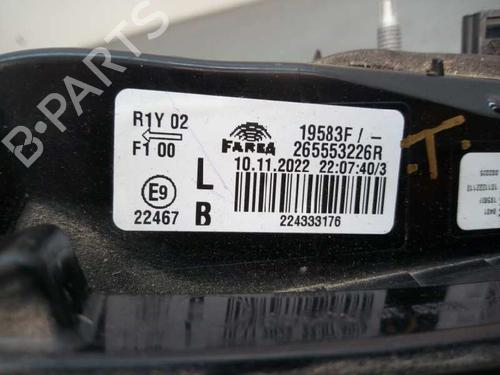 R1Y 02
F1 00
FAREA
19583F / -
265553226R
10.11.2022 22:07:40/3
E9
22467
L
B
224333176
T.
B-PARTS